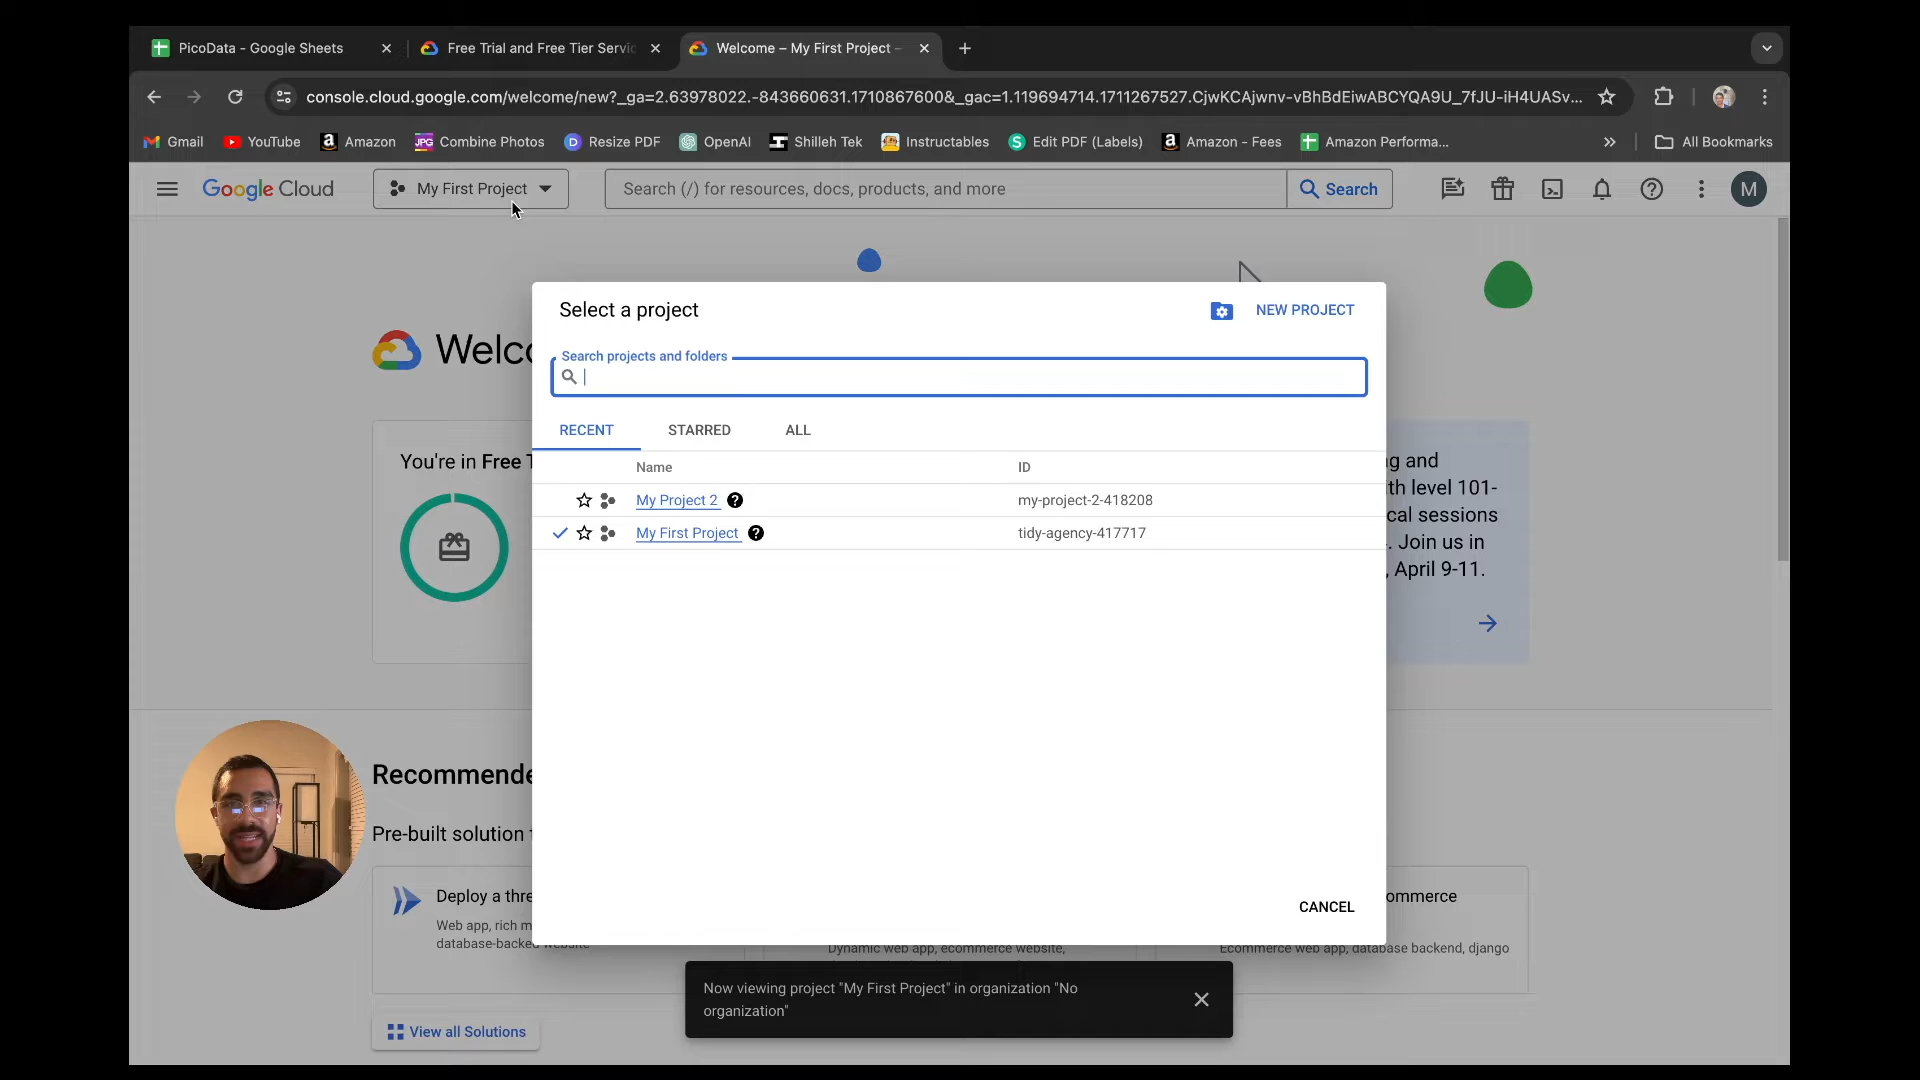 PicoData - Google Sheets
Free Trial and Free Tier Servic
Welcome – My First Project –
console.cloud.google.com/welcome/new?_ga=2.63978022.-843660631.1710867600&_gac=1.119694714.1711267527.CjwKCAjwnv-vBhBdEiwABCYQA9U_7fJU-iH4UASv...
Gmail
YouTube
Amazon
Combine Photos
Resize PDF
OpenAI
Shilleh Tek
Instructables
Edit PDF (Labels)
Amazon - Fees
Amazon Performa...
All Bookmarks
Google Cloud
My First Project
Search (/) for resources, docs, products, and more
Search
M
Select a project
NEW PROJECT
Search projects and folders
RECENT
STARRED
ALL
Name
ID
My Project 2
my-project-2-418208
My First Project
tidy-agency-417717
CANCEL
You're in Free
g and
th level 101-
cal sessions
. Join us in
, April 9-11.
Recommende
Pre-built solution
Deploy a thre
Web app, rich m
database-backed website
Dynamic web app, ecommerce website,
ommerce
Ecommerce web app, database backend, django
Now viewing project "My First Project" in organization "No
organization"
View all Solutions